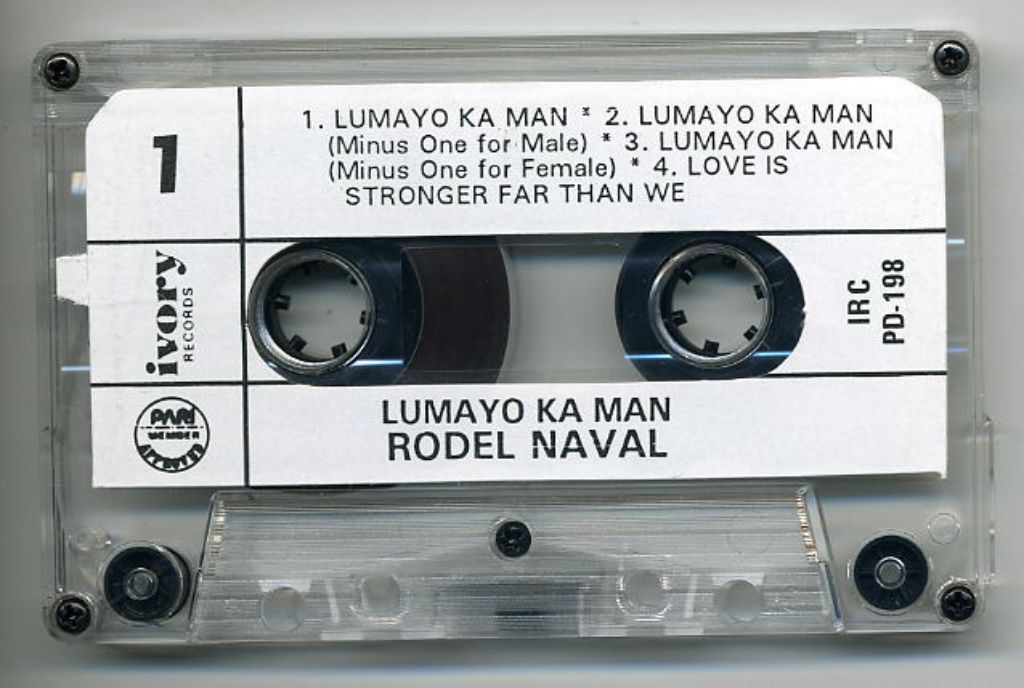 1
1. LUMAYO KA MAN * 2. LUMAYO KA MAN
(Minus One for Male) * 3. LUMAYO KA MAN
(Minus One for Female) * 4. LOVE IS
STRONGER FAR THAN WE
ivory
RECORDS
IRC
PD-198
PARI
MEMBER
APPROVED
LUMAYO KA MAN
RODEL NAVAL